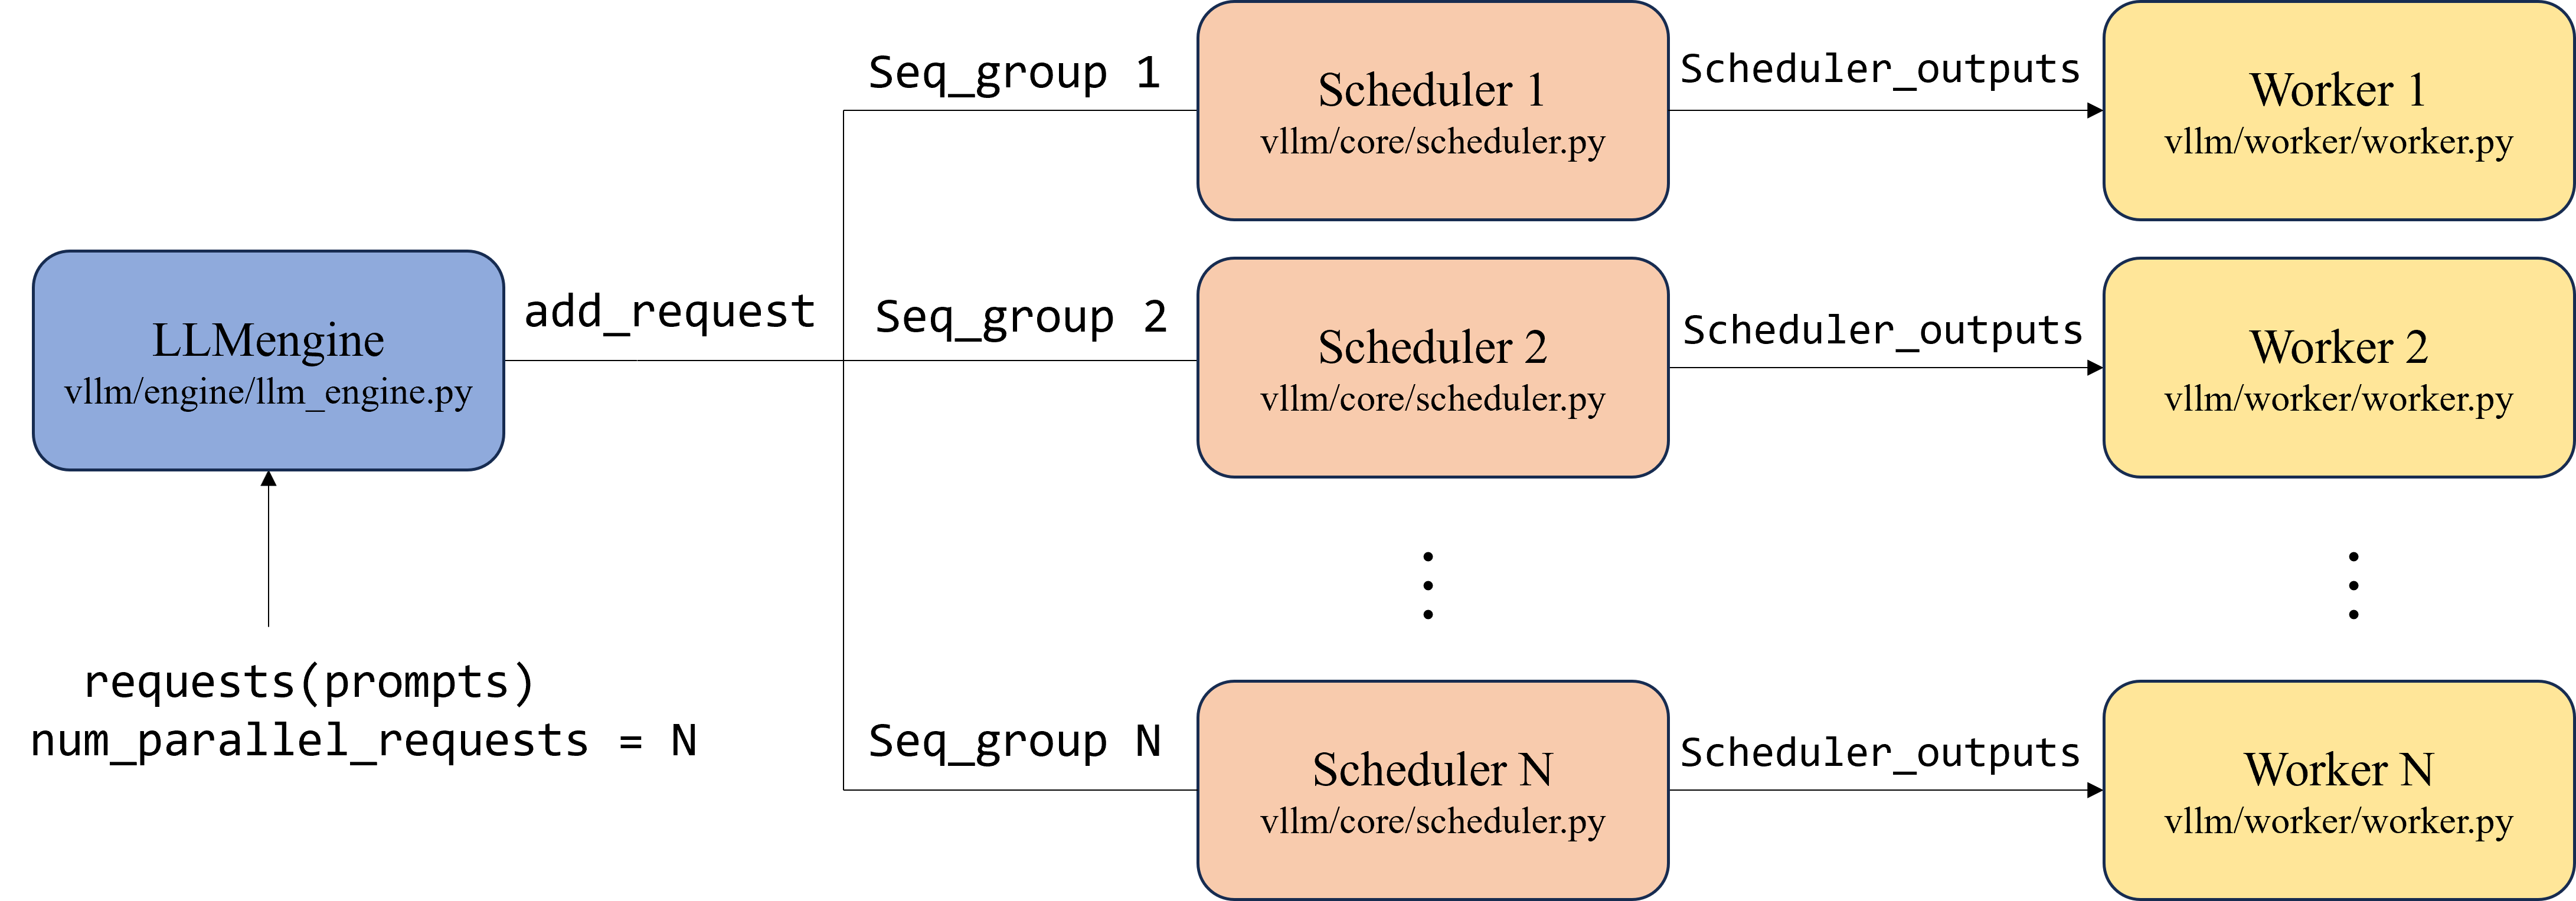 Seq_group 1
Scheduler 1
vllm/core/scheduler.py
Scheduler_outputs
Worker 1
vllm/worker/worker.py
LLMengine
vllm/engine/llm_engine.py
add_request
Seq_group 2
Scheduler 2
vllm/core/scheduler.py
Scheduler_outputs
Worker 2
vllm/worker/worker.py
requests(prompts)
num_parallel_requests = N
Seq_group N
Scheduler N
vllm/core/scheduler.py
Scheduler_outputs
Worker N
vllm/worker/worker.py